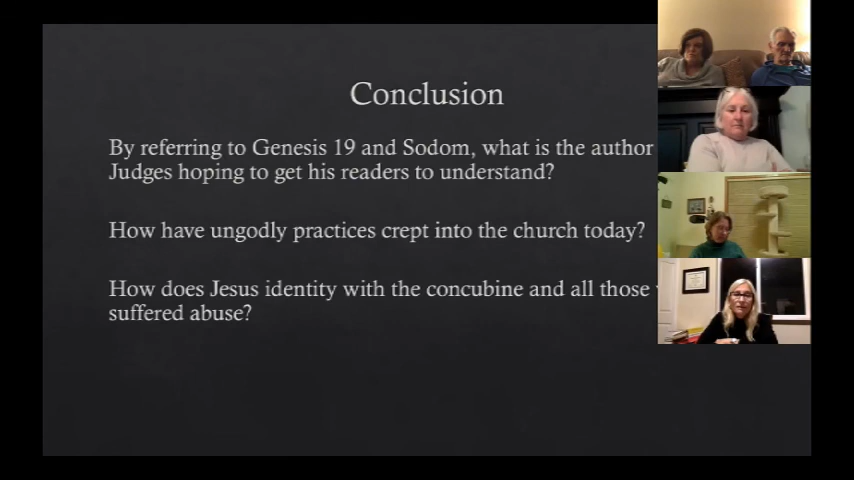 Conclusion
By referring to Genesis 19 and Sodom, what is the author
Judges hoping to get his readers to understand?
How have ungodly practices crept into the church today?
How does Jesus identity with the concubine and all those
suffered abuse?